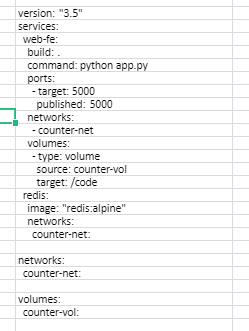 version: "3.5"
services:
web-fe:
build: .
command: python app.py
ports:
- target: 5000
published: 5000
networks:
- counter-net
volumes:
- type: volume
source: counter-vol
target: /code
redis:
image: "redis:alpine"
networks:
counter-net:
networks:
counter-net:
volumes:
counter-vol: